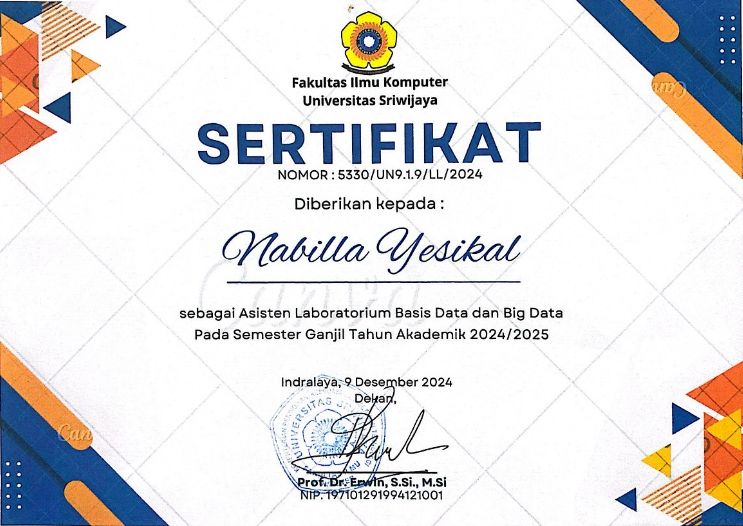 Fakultas Ilmu Komputer
Universitas Sriwijaya
SERTIFIKAT
NOMOR : 5330/UN9.1.9/LL/2024
Diberikan kepada :
Nabilla Yesikal
Canva
sebagai Asisten Laboratorium Basis Data dan Big Data
Pada Semester Ganjil Tahun Akademik 2024/2025
Indralaya, 9 Desember 2024
Dekan,
UNIVERSITAS
Prof. Dr. Erwin, S.Si., M.Si
NIP. 197101291994121001